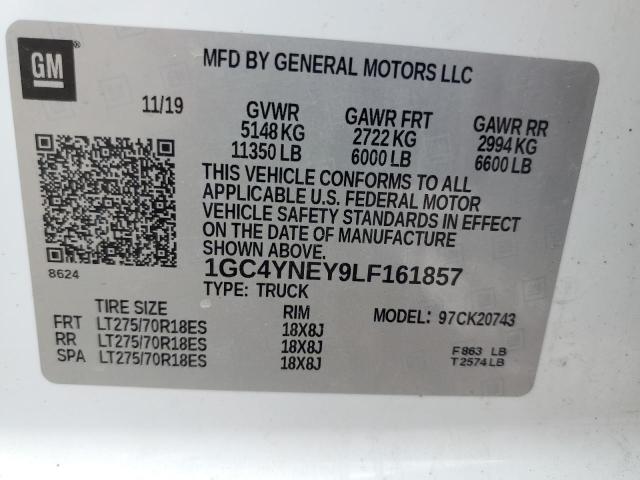 GM
MFD BY GENERAL MOTORS LLC
11/19
GVWR
5148 KG
11350 LB
GAWR FRT
2722 KG
6000 LB
GAWR RR
2994 KG
6600 LB
THIS VEHICLE CONFORMS TO ALL
APPLICABLE U.S. FEDERAL MOTOR
VEHICLE SAFETY STANDARDS IN EFFECT
ON THE DATE OF MANUFACTURE
SHOWN ABOVE.
8624
1GC4YNEY9LF161857
TYPE: TRUCK
MODEL: 97CK20743
TIRE SIZE RIM
FRT LT275/70R18ES 18X8J
RR LT275/70R18ES 18X8J
SPA LT275/70R18ES 18X8J
F863 LB
T2574LB